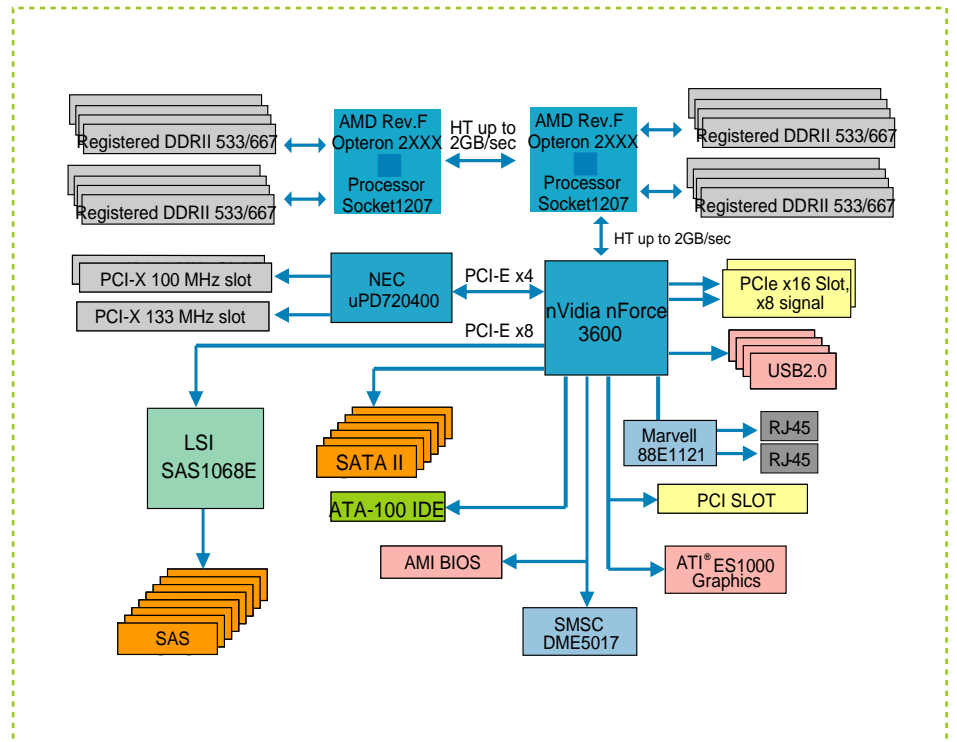 AMD Rev.F
Opteron 2XXX
Processor
Socket1207
HT up to
2GB/sec
AMD Rev.F
Opteron 2XXX
Processor
Socket1207
Registered DDRII 533/667
Registered DDRII 533/667
Registered DDRII 533/667
Registered DDRII 533/667
HT up to 2GB/sec
PCI-X 100 MHz slot
PCI-X 133 MHz slot
NEC
uPD720400
PCI-E x4
PCI-E x8
nVidia nForce
3600
PCIe x16 Slot,
x8 signal
USB2.0
LSI
SAS1068E
SATA II
Marvell
88E1121
RJ-45
RJ-45
ATA-100 IDE
PCI SLOT
AMI BIOS
ATI® ES1000
Graphics
SMSC
DME5017
SAS